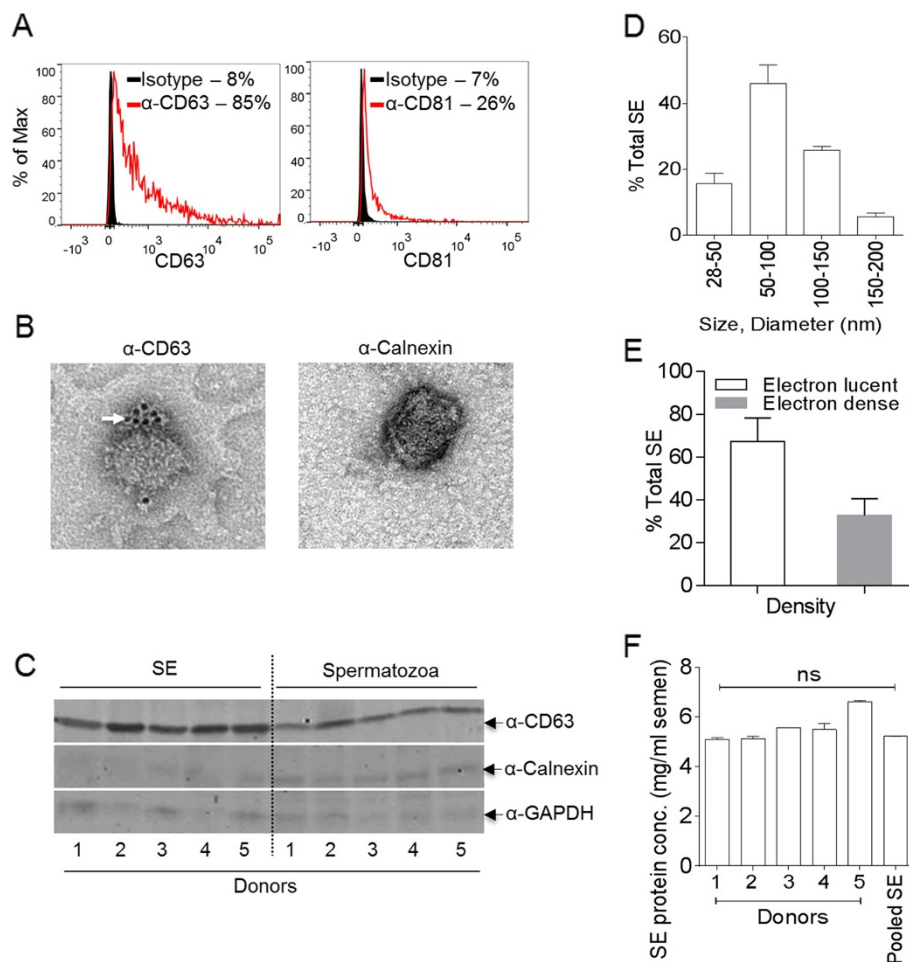 A
Isotype – 8%
α-CD63 – 85%
% of Max
100
80
60
40
20
0
-10³ 0 10³ 10⁴ 10⁵
CD63
Isotype – 7%
α-CD81 – 26%
100
80
60
40
20
0
-10³ 0 10³ 10⁴ 10⁵
CD81
B
α-CD63
α-Calnexin
C
SE
Spermatozoa
α-CD63
α-Calnexin
α-GAPDH
1 2 3 4 5 1 2 3 4 5
Donors
D
% Total SE
60
40
20
0
28-50
50-100
100-150
150-200
Size, Diameter (nm)
E
Electron lucent
Electron dense
% Total SE
100
80
60
40
20
0
Density
F
ns
SE protein conc. (mg/ml semen)
8
6
4
2
0
1 2 3 4 5
Pooled SE
Donors